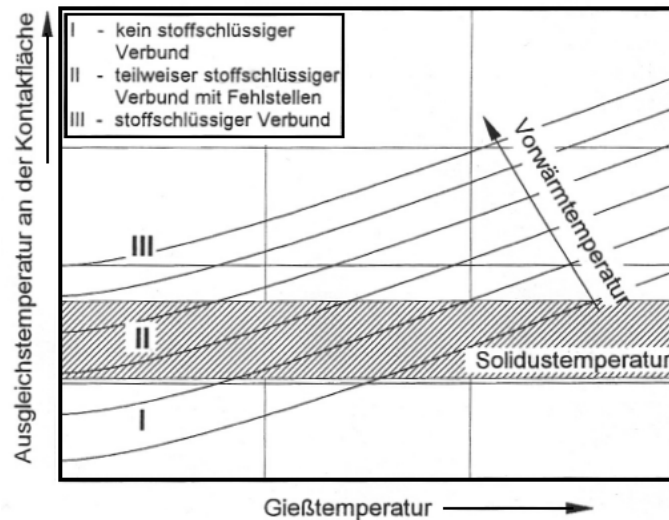 Ausgleichstemperatur an der Kontakfläche
I - kein stoffschlüssiger
Verbund
II - teilweiser stoffschlüssiger
Verbund mit Fehlstellen
III - stoffschlüssiger Verbund
Vorwärmtemperatur
III
II
Solidustemperatur
I
Gießtemperatur